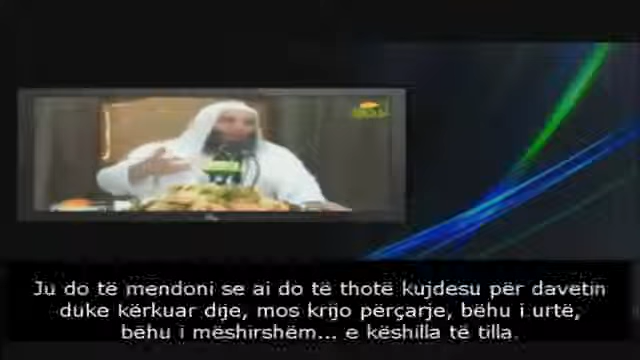 Ju do të mendoni se ai do të thotë kujdesu për davetin
duke kërkuar dije, mos krijo përçarje, bëhu i urtë,
bëhu i mëshirshëm... e këshilla të tilla.